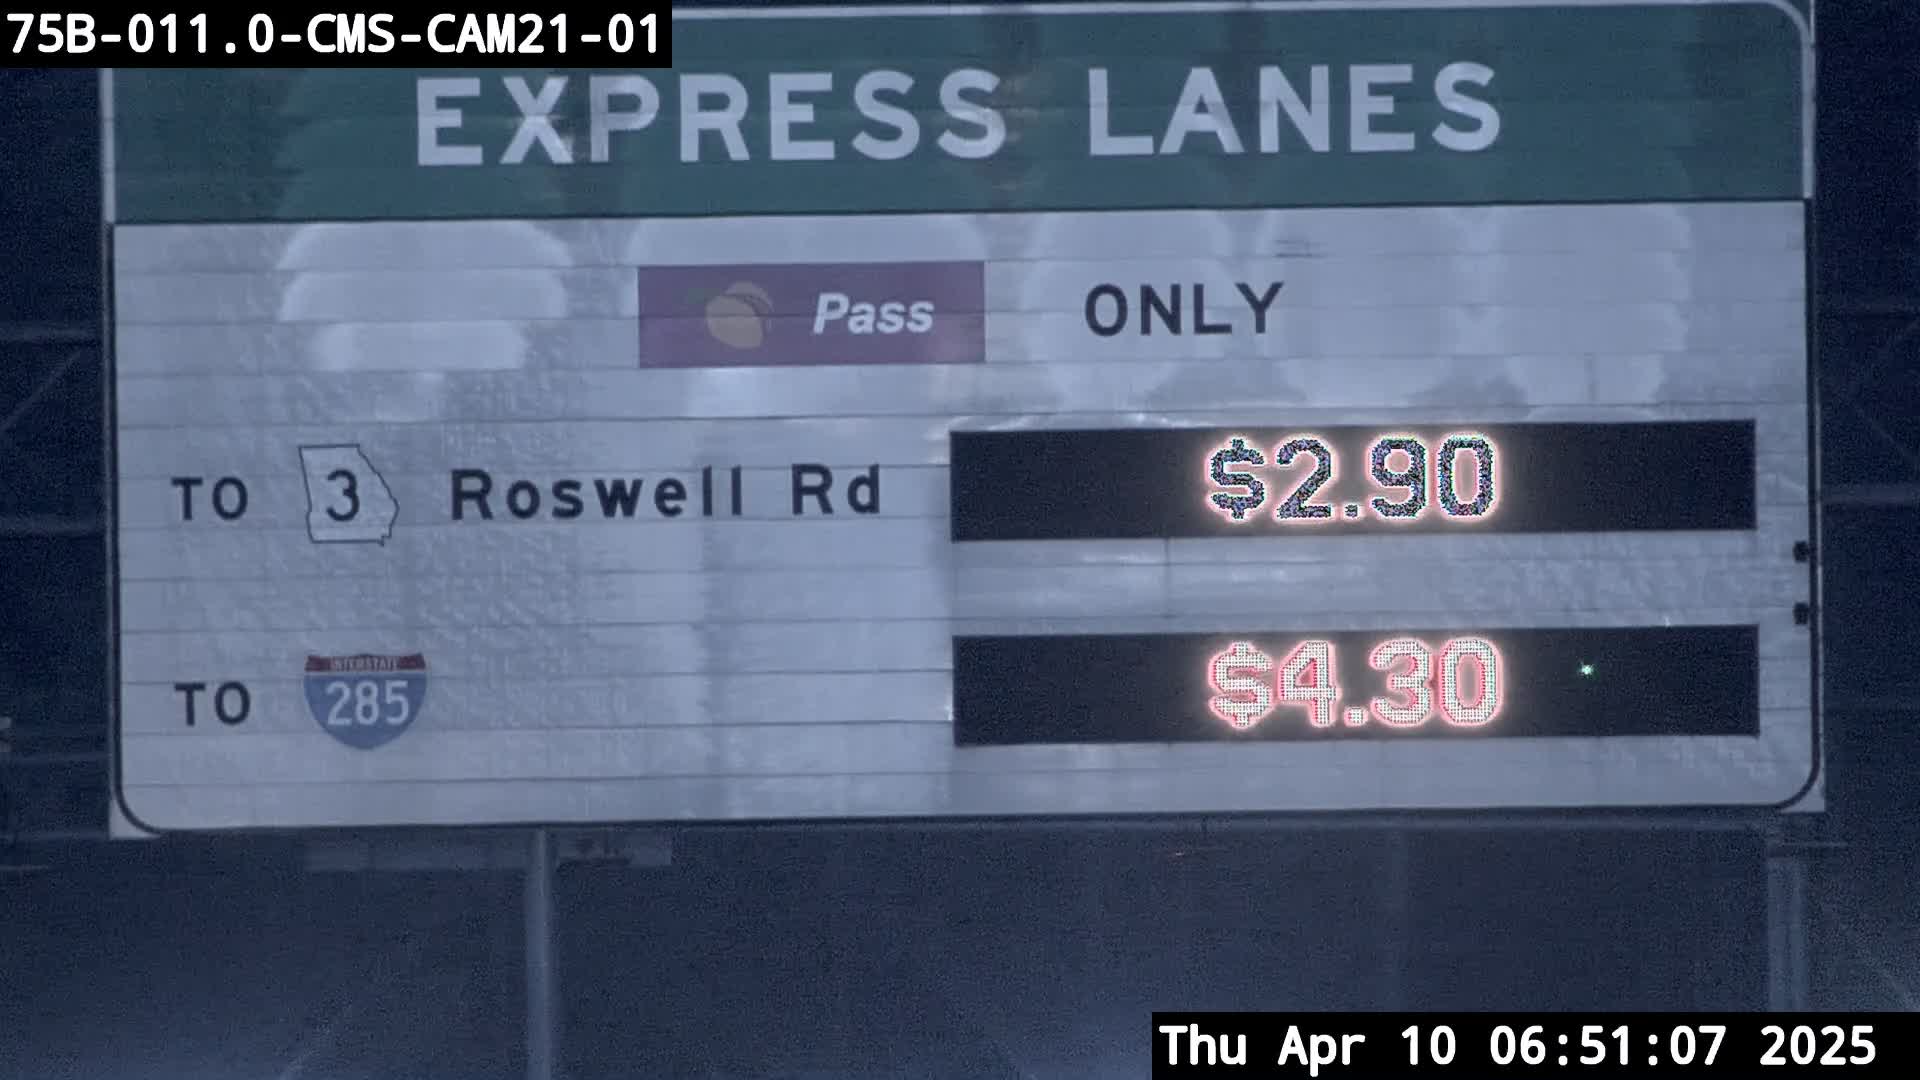 75B-011.0-CMS-CAM21-01
EXPRESS LANES
Pass ONLY
TO 3 Roswell Rd $2.90
TO INTERSTATE 285 $4.30
Thu Apr 10 06:51:07 2025